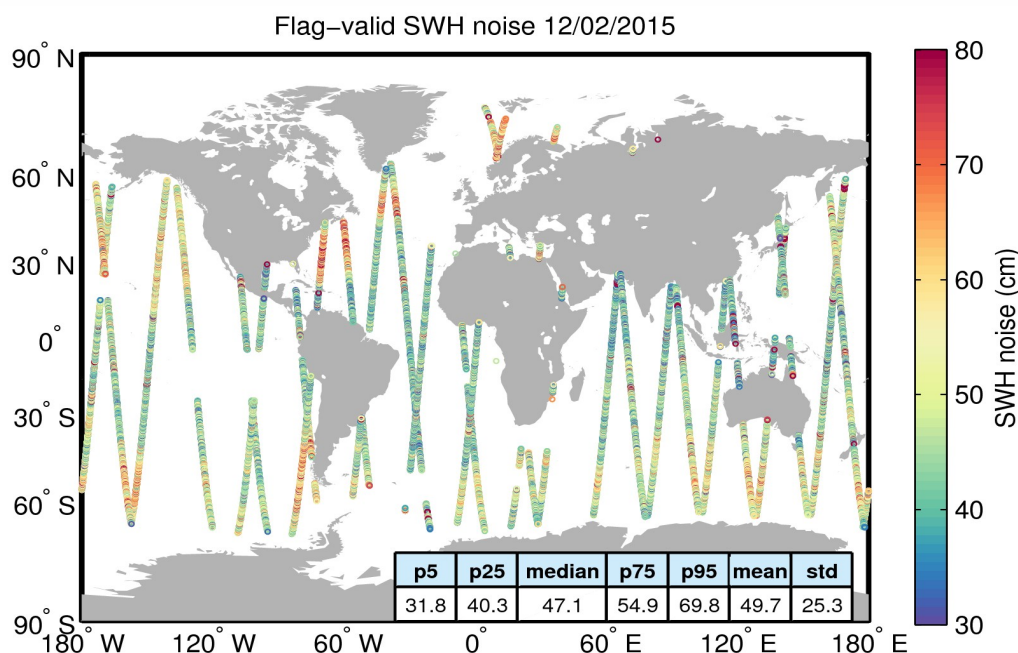 Flag−valid SWH noise 12/02/2015
90° N
60° N
30° N
0°
30° S
60° S
90° S
180° W
120° W
60° W
0°
60° E
120° E
180° E
p5 p25 median p75 p95 mean std
31.8 40.3 47.1 54.9 69.8 49.7 25.3
80
70
60
50
40
30
SWH noise (cm)